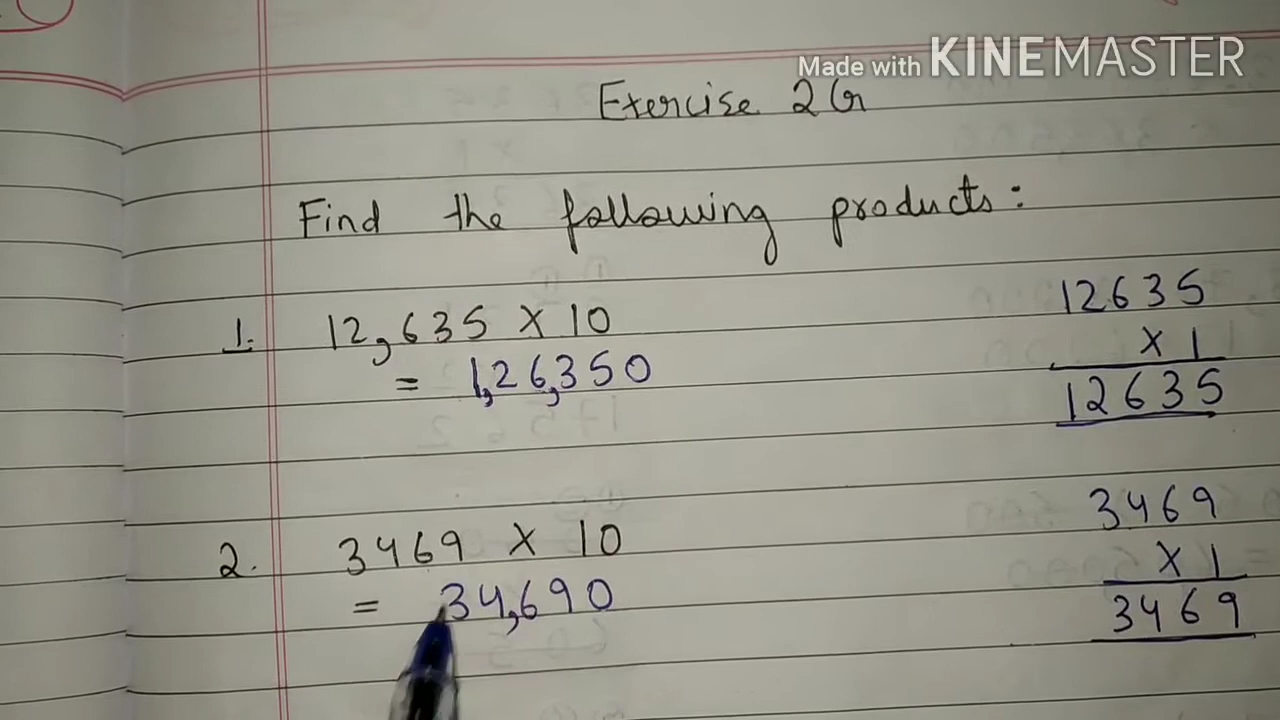 Made with KINEMASTER
Exercise 2G
Find the following products:
1. 12,635 X 10
= 1,26,350
12635
X 1
12635
2. 3469 X 10
= 34,690
3469
X 1
3469